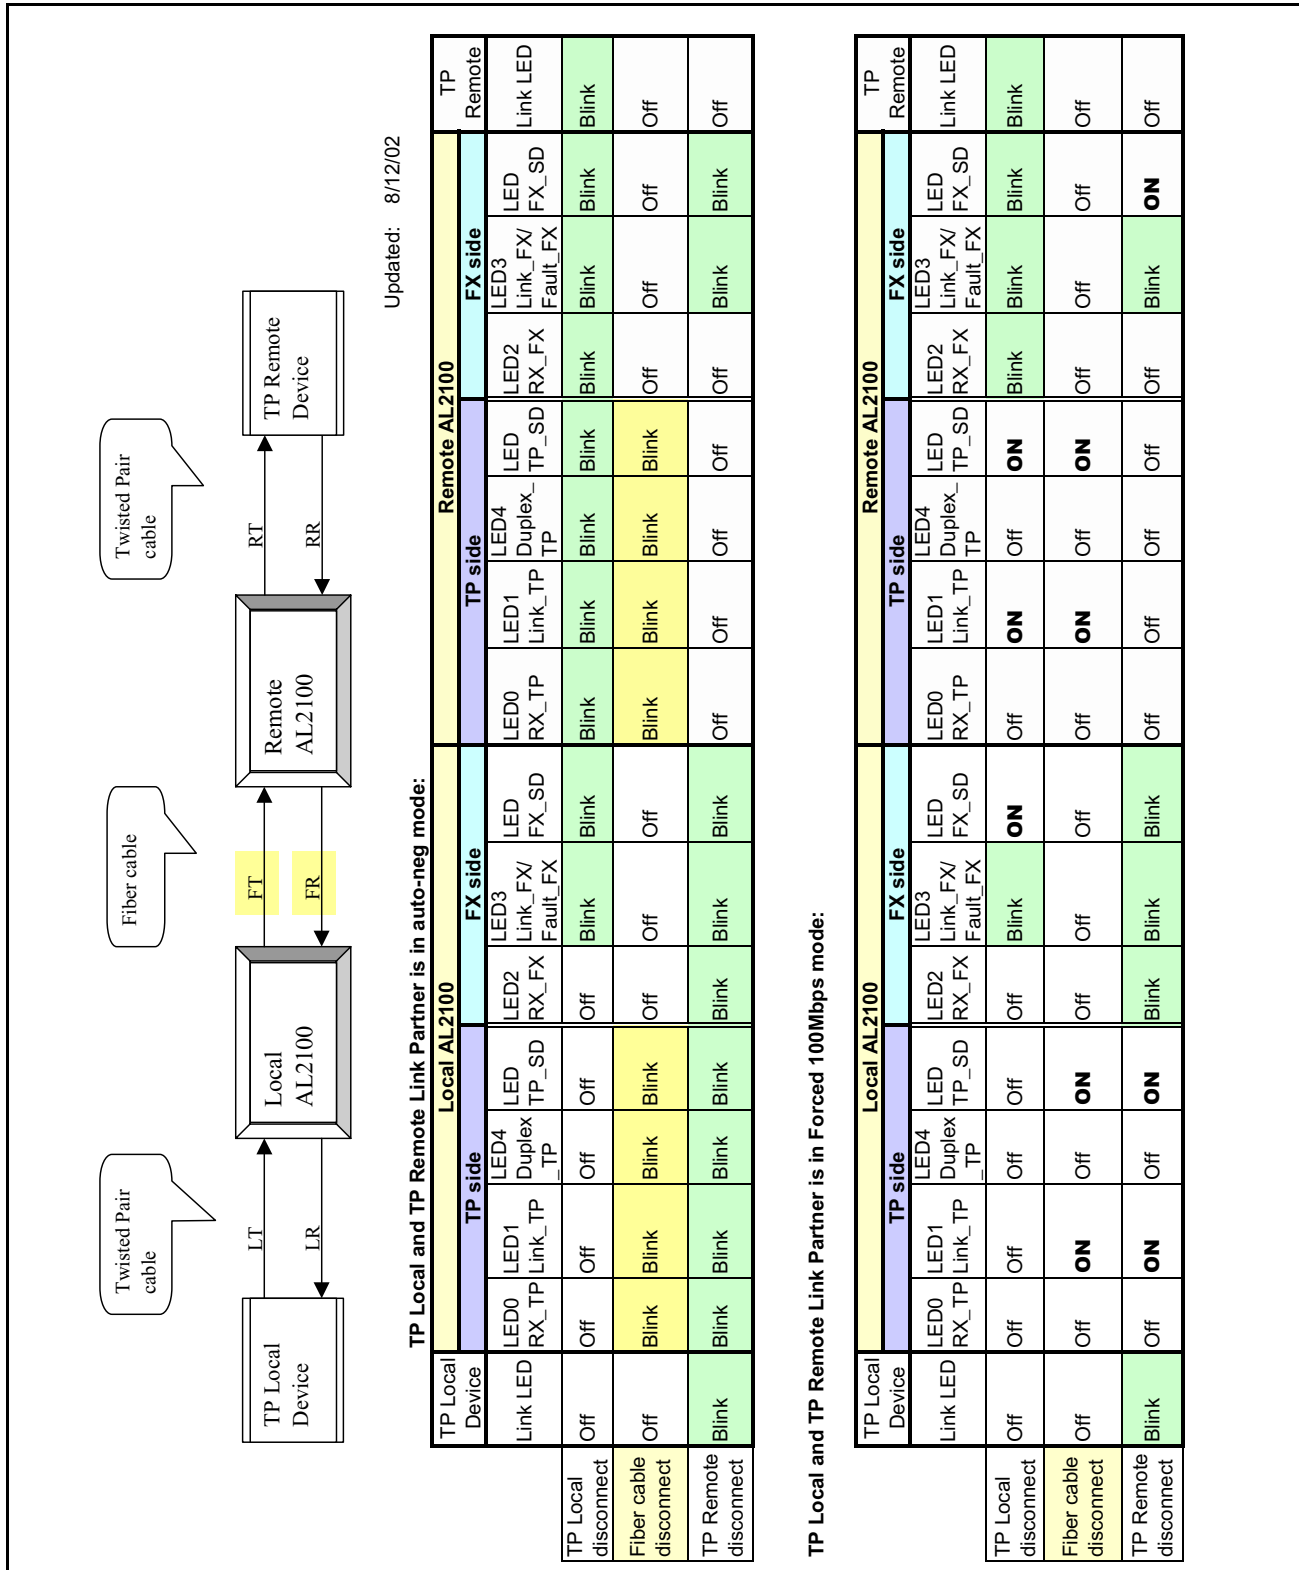 Twisted Pair
cable
Fiber cable
Twisted Pair
cable
TP Local
Device
LT
LR
Local
AL2100
FT
FR
Remote
AL2100
RT
RR
TP Remote
Device
Updated: 8/12/02
TP Local and TP Remote Link Partner is in auto-neg mode:
TP Local Device | Local AL2100 | Remote AL2100 | TP Remote
TP side | FX side | TP side | FX side
Link LED | LED0 RX_TP | LED1 Link_TP | LED4 Duplex_TP | LED TP_SD | LED2 RX_FX | LED3 Link_FX/ Fault_FX | LED FX_SD | LED0 RX_TP | LED1 Link_TP | LED4 Duplex_TP | LED TP_SD | LED2 RX_FX | LED3 Link_FX/ Fault_FX | LED FX_SD | Link LED
TP Local disconnect | Off | Off | Off | Off | Off | Off | Blink | Blink | Blink | Blink | Blink | Blink | Blink | Blink | Blink | Blink
Fiber cable disconnect | Off | Blink | Blink | Blink | Blink | Off | Off | Off | Blink | Blink | Blink | Blink | Off | Off | Off | Off
TP Remote disconnect | Blink | Blink | Blink | Blink | Blink | Blink | Blink | Blink | Off | Off | Off | Off | Off | Blink | Blink | Off
TP Local and TP Remote Link Partner is in Forced 100Mbps mode:
TP Local Device | Local AL2100 | Remote AL2100 | TP Remote
TP side | FX side | TP side | FX side
Link LED | LED0 RX_TP | LED1 Link_TP | LED4 Duplex_TP | LED TP_SD | LED2 RX_FX | LED3 Link_FX/ Fault_FX | LED FX_SD | LED0 RX_TP | LED1 Link_TP | LED4 Duplex_TP | LED TP_SD | LED2 RX_FX | LED3 Link_FX/ Fault_FX | LED FX_SD | Link LED
TP Local disconnect | Off | Off | Off | Off | Off | Off | Blink | ON | Off | ON | Off | ON | Blink | Blink | Blink | Blink
Fiber cable disconnect | Off | Off | ON | Off | ON | Off | Off | Off | Off | ON | Off | ON | Off | Off | Off | Off
TP Remote disconnect | Blink | Off | ON | Off | ON | Blink | Blink | Blink | Off | Off | Off | Off | Off | Blink | ON | Off